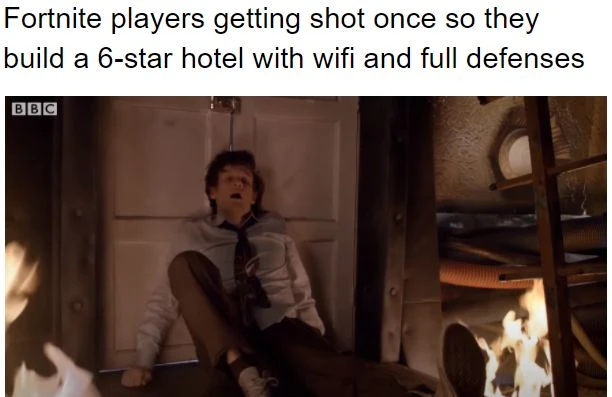 Fortnite players getting shot once so they
build a 6-star hotel with wifi and full defenses
BBC